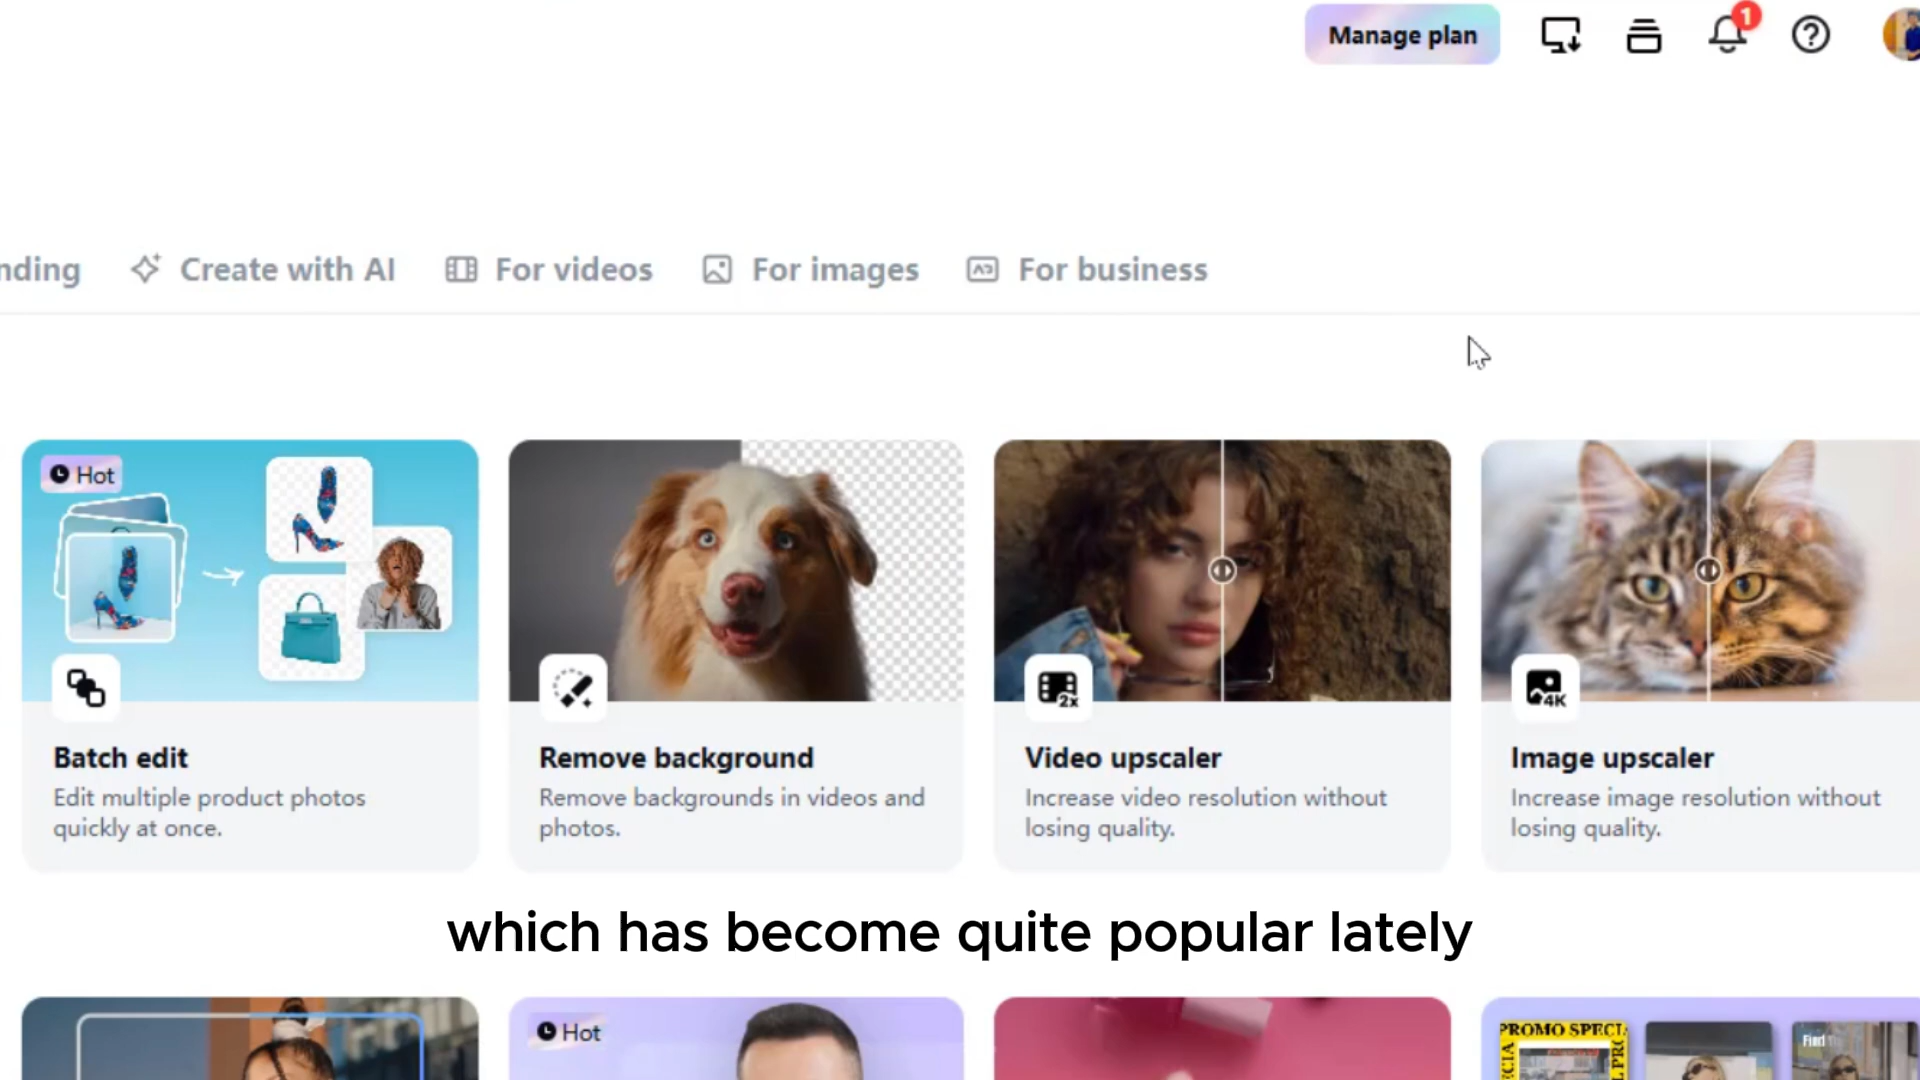 Manage plan
1
nding
Create with AI
For videos
For images
For business
Hot
2x
4K
Batch edit
Edit multiple product photos
quickly at once.
Remove background
Remove backgrounds in videos and
photos.
Video upscaler
Increase video resolution without
losing quality.
Image upscaler
Increase image resolution without
losing quality.
which has become quite popular lately
Hot
PROMO SPECI
Find